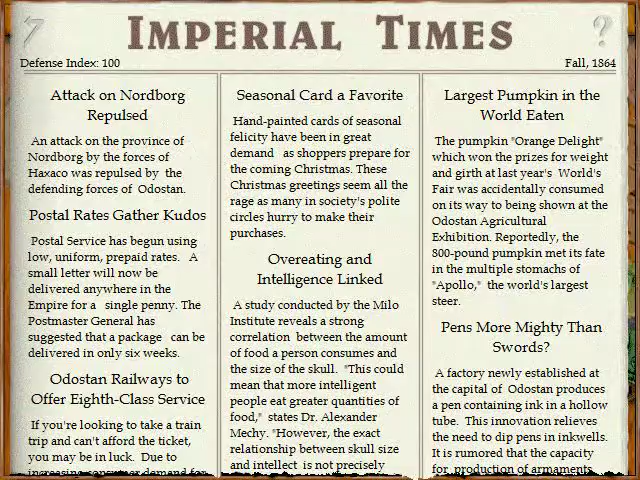 IMPERIAL TIMES
?
Defense Index: 100
Fall, 1864
Attack on Nordborg
Repulsed
An attack on the province of
Nordborg by the forces of
Haxaco was repulsed by the
defending forces of Odostan.
Postal Rates Gather Kudos
Postal Service has begun using
low, uniform, prepaid rates. A
small letter will now be
delivered anywhere in the
Empire for a single penny. The
Postmaster General has
suggested that a package can be
delivered in only six weeks.
Odostan Railways to
Offer Eighth-Class Service
If you're looking to take a train
trip and can't afford the ticket,
you may be in luck. Due to
increasing consumer demand for
Seasonal Card a Favorite
Hand-painted cards of seasonal
felicity have been in great
demand as shoppers prepare for
the coming Christmas. These
Christmas greetings seem all the
rage as many in society's polite
circles hurry to make their
purchases.
Overeating and
Intelligence Linked
A study conducted by the Milo
Institute reveals a strong
correlation between the amount
of food a person consumes and
the size of the skull. "This could
mean that more intelligent
people eat greater quantities of
food," states Dr. Alexander
Mechy. "However, the exact
relationship between skull size
and intellect is not precisely
Largest Pumpkin in the
World Eaten
The pumpkin "Orange Delight"
which won the prizes for weight
and girth at last year's World's
Fair was accidentally consumed
on its way to being shown at the
Odostan Agricultural
Exhibition. Reportedly, the
800-pound pumpkin met its fate
in the multiple stomachs of
"Apollo," the world's largest
steer.
Pens More Mighty Than
Swords?
A factory newly established at
the capital of Odostan produces
a pen containing ink in a hollow
tube. This innovation relieves
the need to dip pens in inkwells.
It is rumored that the capacity
for production of armaments